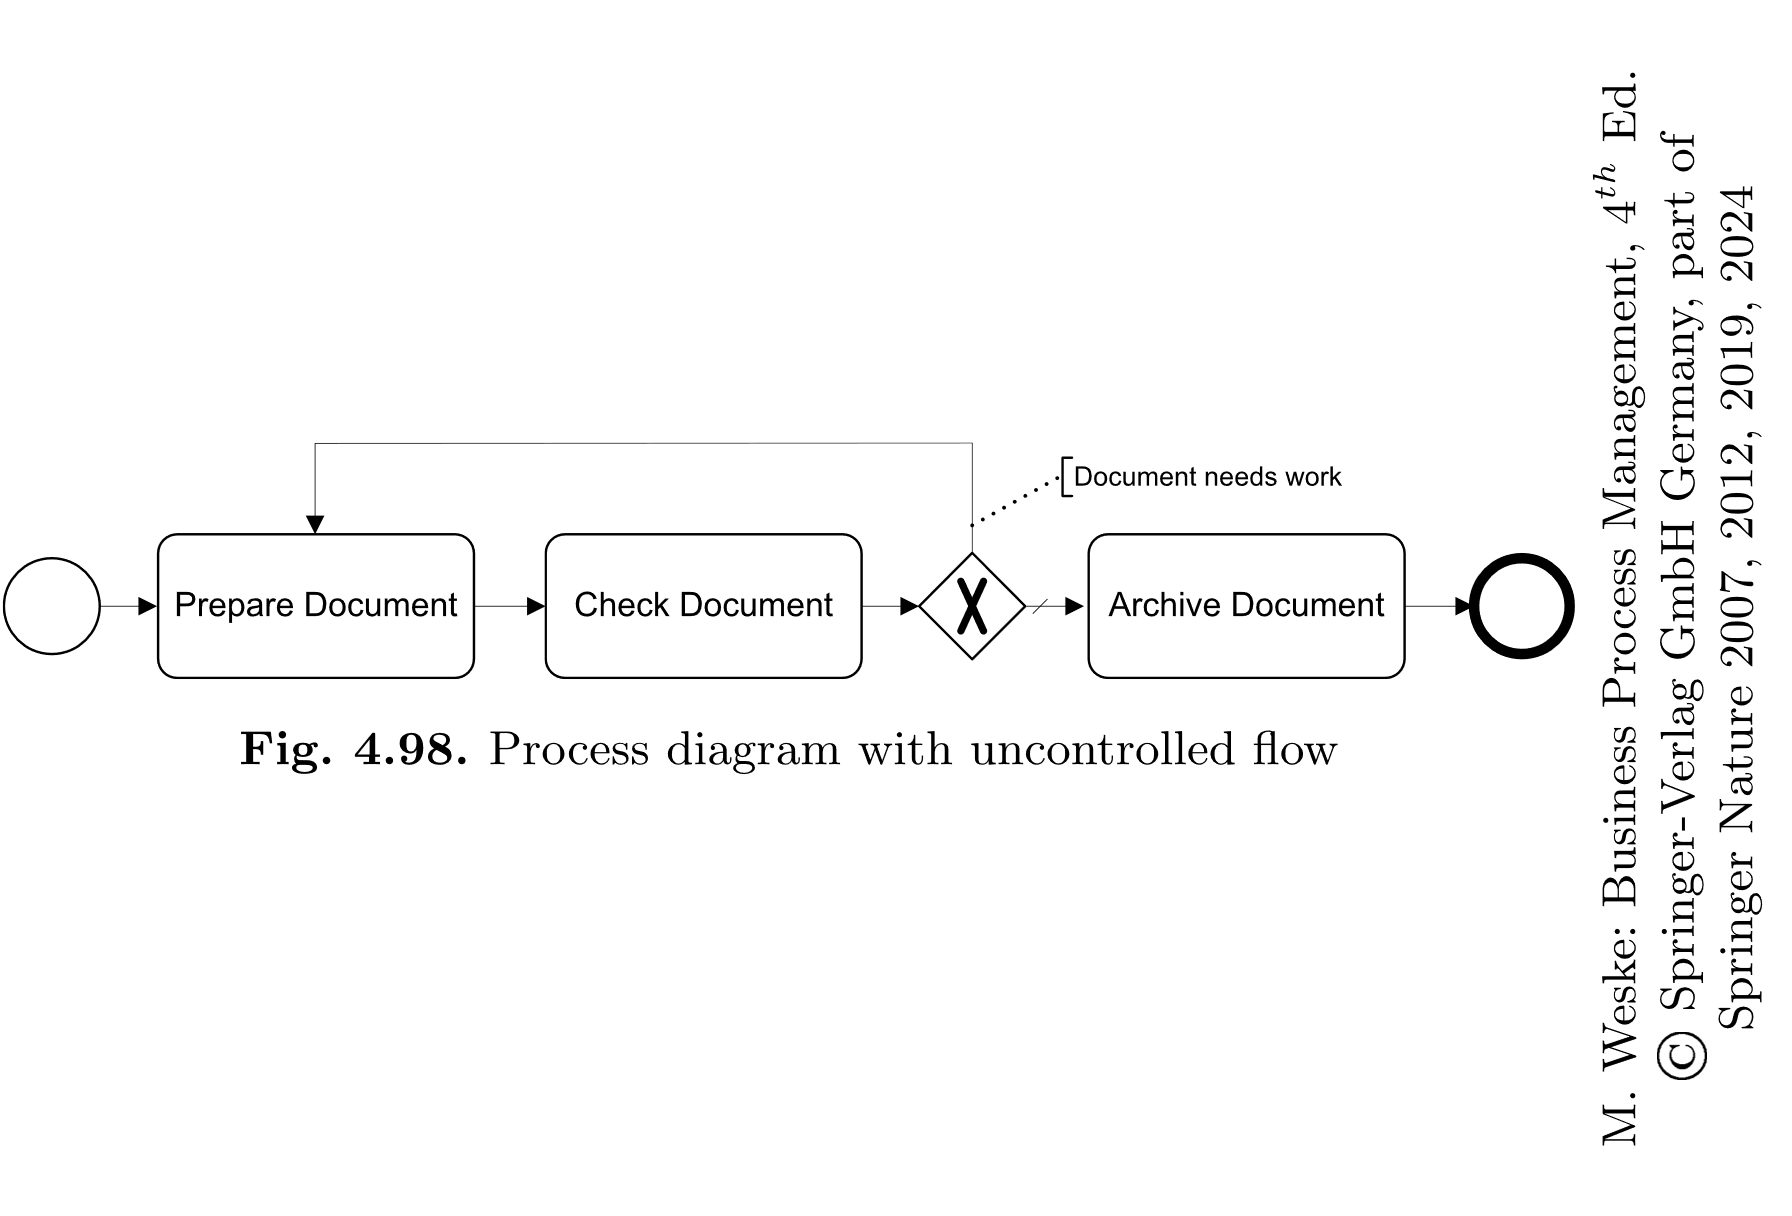 Document needs work
Prepare Document
Check Document
X
Archive Document
Fig. 4.98. Process diagram with uncontrolled flow
M. Weske: Business Process Management, 4th Ed.
© Springer-Verlag GmbH Germany, part of
Springer Nature 2007, 2012, 2019, 2024